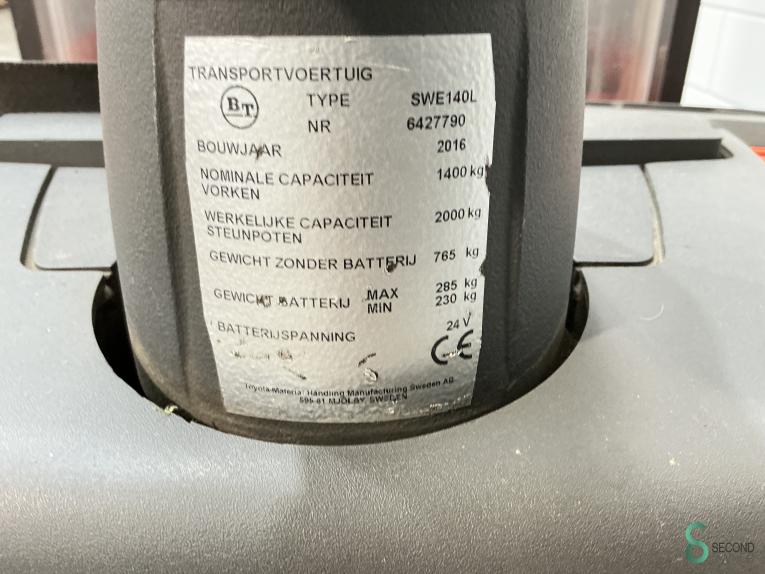 TRANSPORTVOERTUIG
BT TYPE SWE140L
NR 6427790
BOUWJAAR 2016
NOMINALE CAPACITEIT 1400 kg
VORKEN
WERKELIJKE CAPACITEIT 2000 kg
STEUNPOTEN
GEWICHT ZONDER BATTERIJ 765 kg
GEWICHT BATTERIJ MAX 285 kg
MIN 230 kg
BATTERIJSPANNING 24 V
CE
Toyota Material Handling Manufacturing Sweden AB
595 81 MJÖLBY, SWEDEN
SECOND